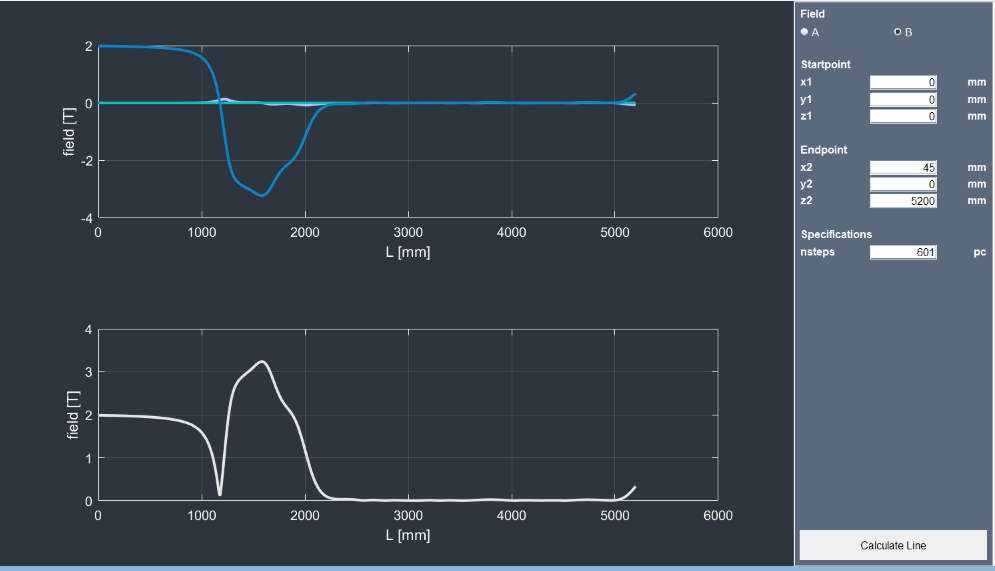 2
0
-2
-4
field [T]
0 1000 2000 3000 4000 5000 6000
L [mm]
4
3
2
1
0
field [T]
0 1000 2000 3000 4000 5000 6000
L [mm]
Field
A B
Startpoint
x1 0 mm
y1 0 mm
z1 0 mm
Endpoint
x2 45 mm
y2 0 mm
z2 5200 mm
Specifications
nsteps 601 pc
Calculate Line